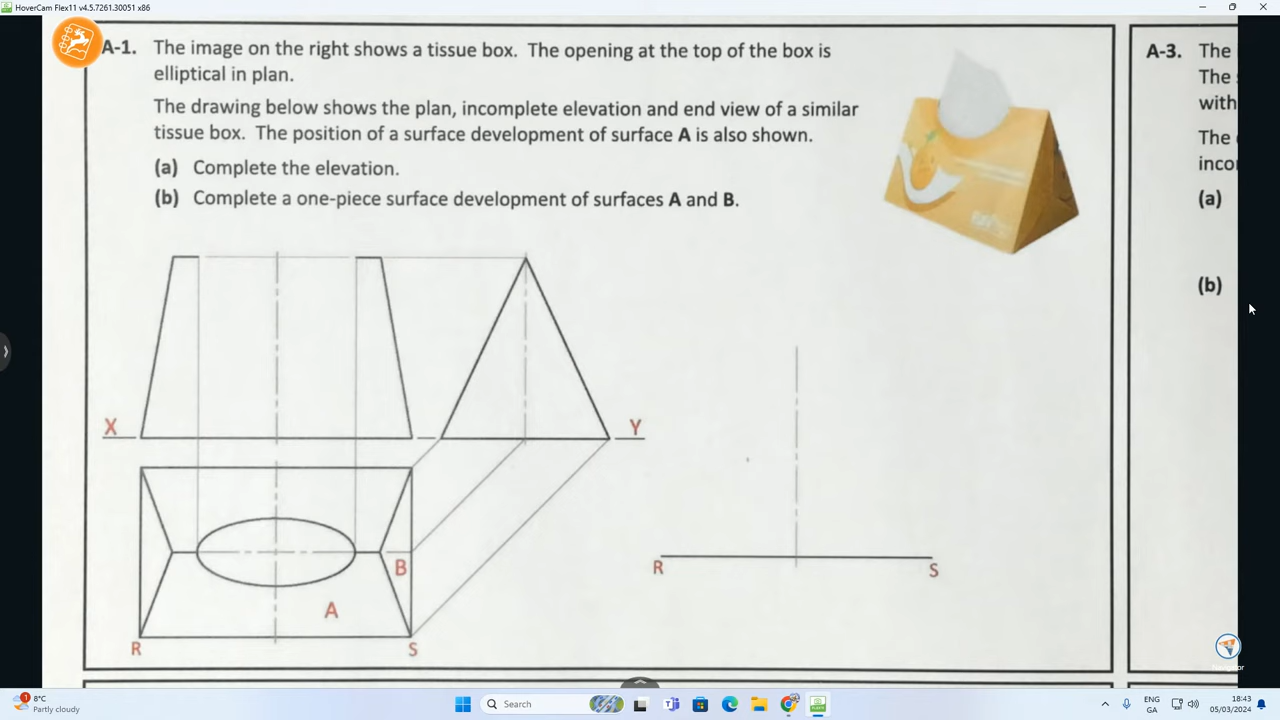 HoverCam Flex11 v4.5.7261.30051 x86
A-1. The image on the right shows a tissue box. The opening at the top of the box is
elliptical in plan.
The drawing below shows the plan, incomplete elevation and end view of a similar
tissue box. The position of a surface development of surface A is also shown.
(a) Complete the elevation.
(b) Complete a one-piece surface development of surfaces A and B.
X
Y
B
A
R
S
R
S
A-3. The
The
with
The
(a)
(b)
1
8°C
Partly cloudy
Search
ENG
GA
18:43
05/03/2024